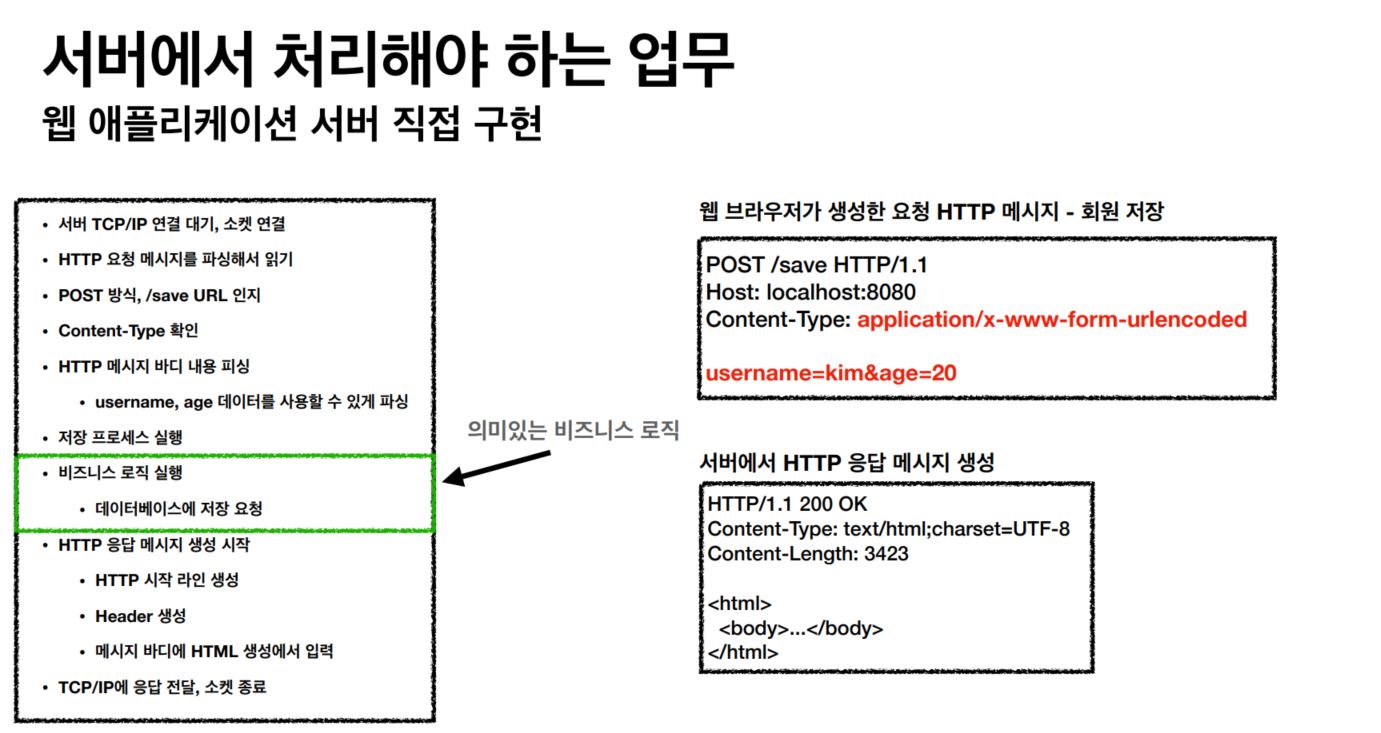 서버에서 처리해야 하는 업무
웹 애플리케이션 서버 직접 구현
• 서버 TCP/IP 연결 대기, 소켓 연결
• HTTP 요청 메시지를 파싱해서 읽기
• POST 방식, /save URL 인지
• Content-Type 확인
• HTTP 메시지 바디 내용 피싱
• username, age 데이터를 사용할 수 있게 파싱
• 저장 프로세스 실행
• 비즈니스 로직 실행
• 데이터베이스에 저장 요청
• HTTP 응답 메시지 생성 시작
• HTTP 시작 라인 생성
• Header 생성
• 메시지 바디에 HTML 생성에서 입력
• TCP/IP에 응답 전달, 소켓 종료
의미있는 비즈니스 로직
웹 브라우저가 생성한 요청 HTTP 메시지 - 회원 저장
POST /save HTTP/1.1
Host: localhost:8080
Content-Type: application/x-www-form-urlencoded
username=kim&age=20
서버에서 HTTP 응답 메시지 생성
HTTP/1.1 200 OK
Content-Type: text/html;charset=UTF-8
Content-Length: 3423
<html>
<body>...</body>
</html>